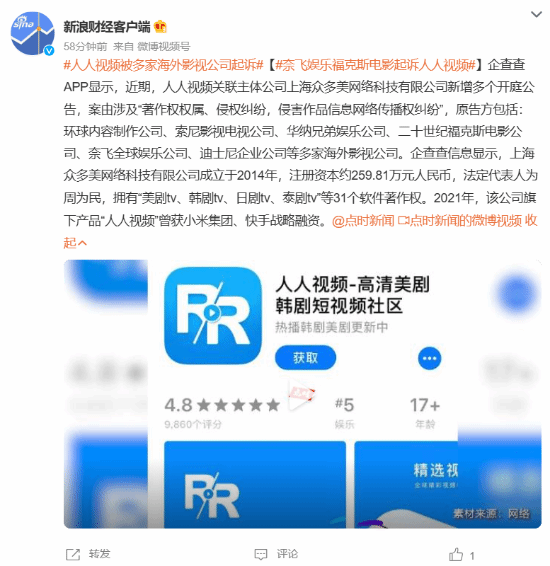 sina
新浪财经客户端
58分钟前 来自 微博视频号
#人人视频被多家海外影视公司起诉#【#奈飞娱乐福克斯电影起诉人人视频#】企查查
APP显示，近期，人人视频关联主体公司上海众多美网络科技有限公司新增多个开庭公
告，案由涉及“著作权权属、侵权纠纷，侵害作品信息网络传播权纠纷”，原告方包括：
环球内容制作公司、索尼影视电视公司、华纳兄弟娱乐公司、二十世纪福克斯电影公
司、奈飞全球娱乐公司、迪士尼企业公司等多家海外影视公司。企查查信息显示，上海
众多美网络科技有限公司成立于2014年，注册资本约259.81万元人民币，法定代表人为
周为民，拥有“美剧tv、韩剧tv、日剧tv、泰剧tv”等31个软件著作权。2021年，该公司旗
下产品“人人视频”曾获小米集团、快手战略融资。@点时新闻 点时新闻的微博视频 收
起
RR
人人视频-高清美剧
韩剧短视频社区
热播韩剧美剧更新中
获取
4.8 #5 17+
9,860个评分 娱乐 年龄
4.8
17+
RR
精选视
素材来源：网络
转发 评论 1